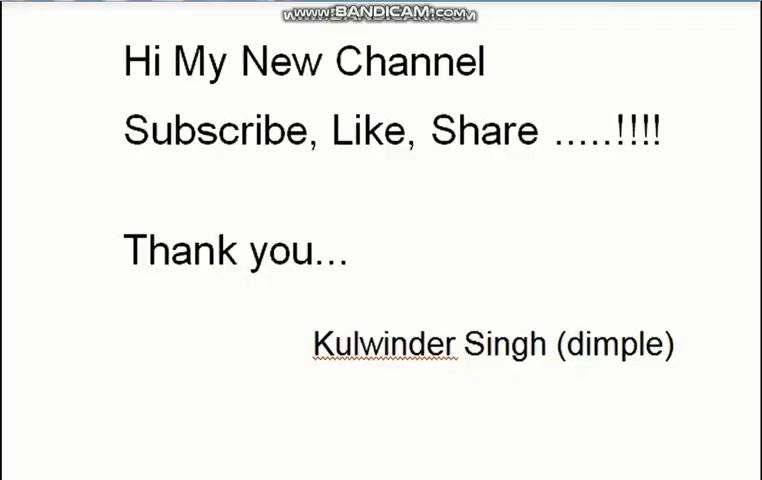 www.BANDICAM.com
Hi My New Channel
Subscribe, Like, Share .....!!!!
Thank you...
Kulwinder Singh (dimple)